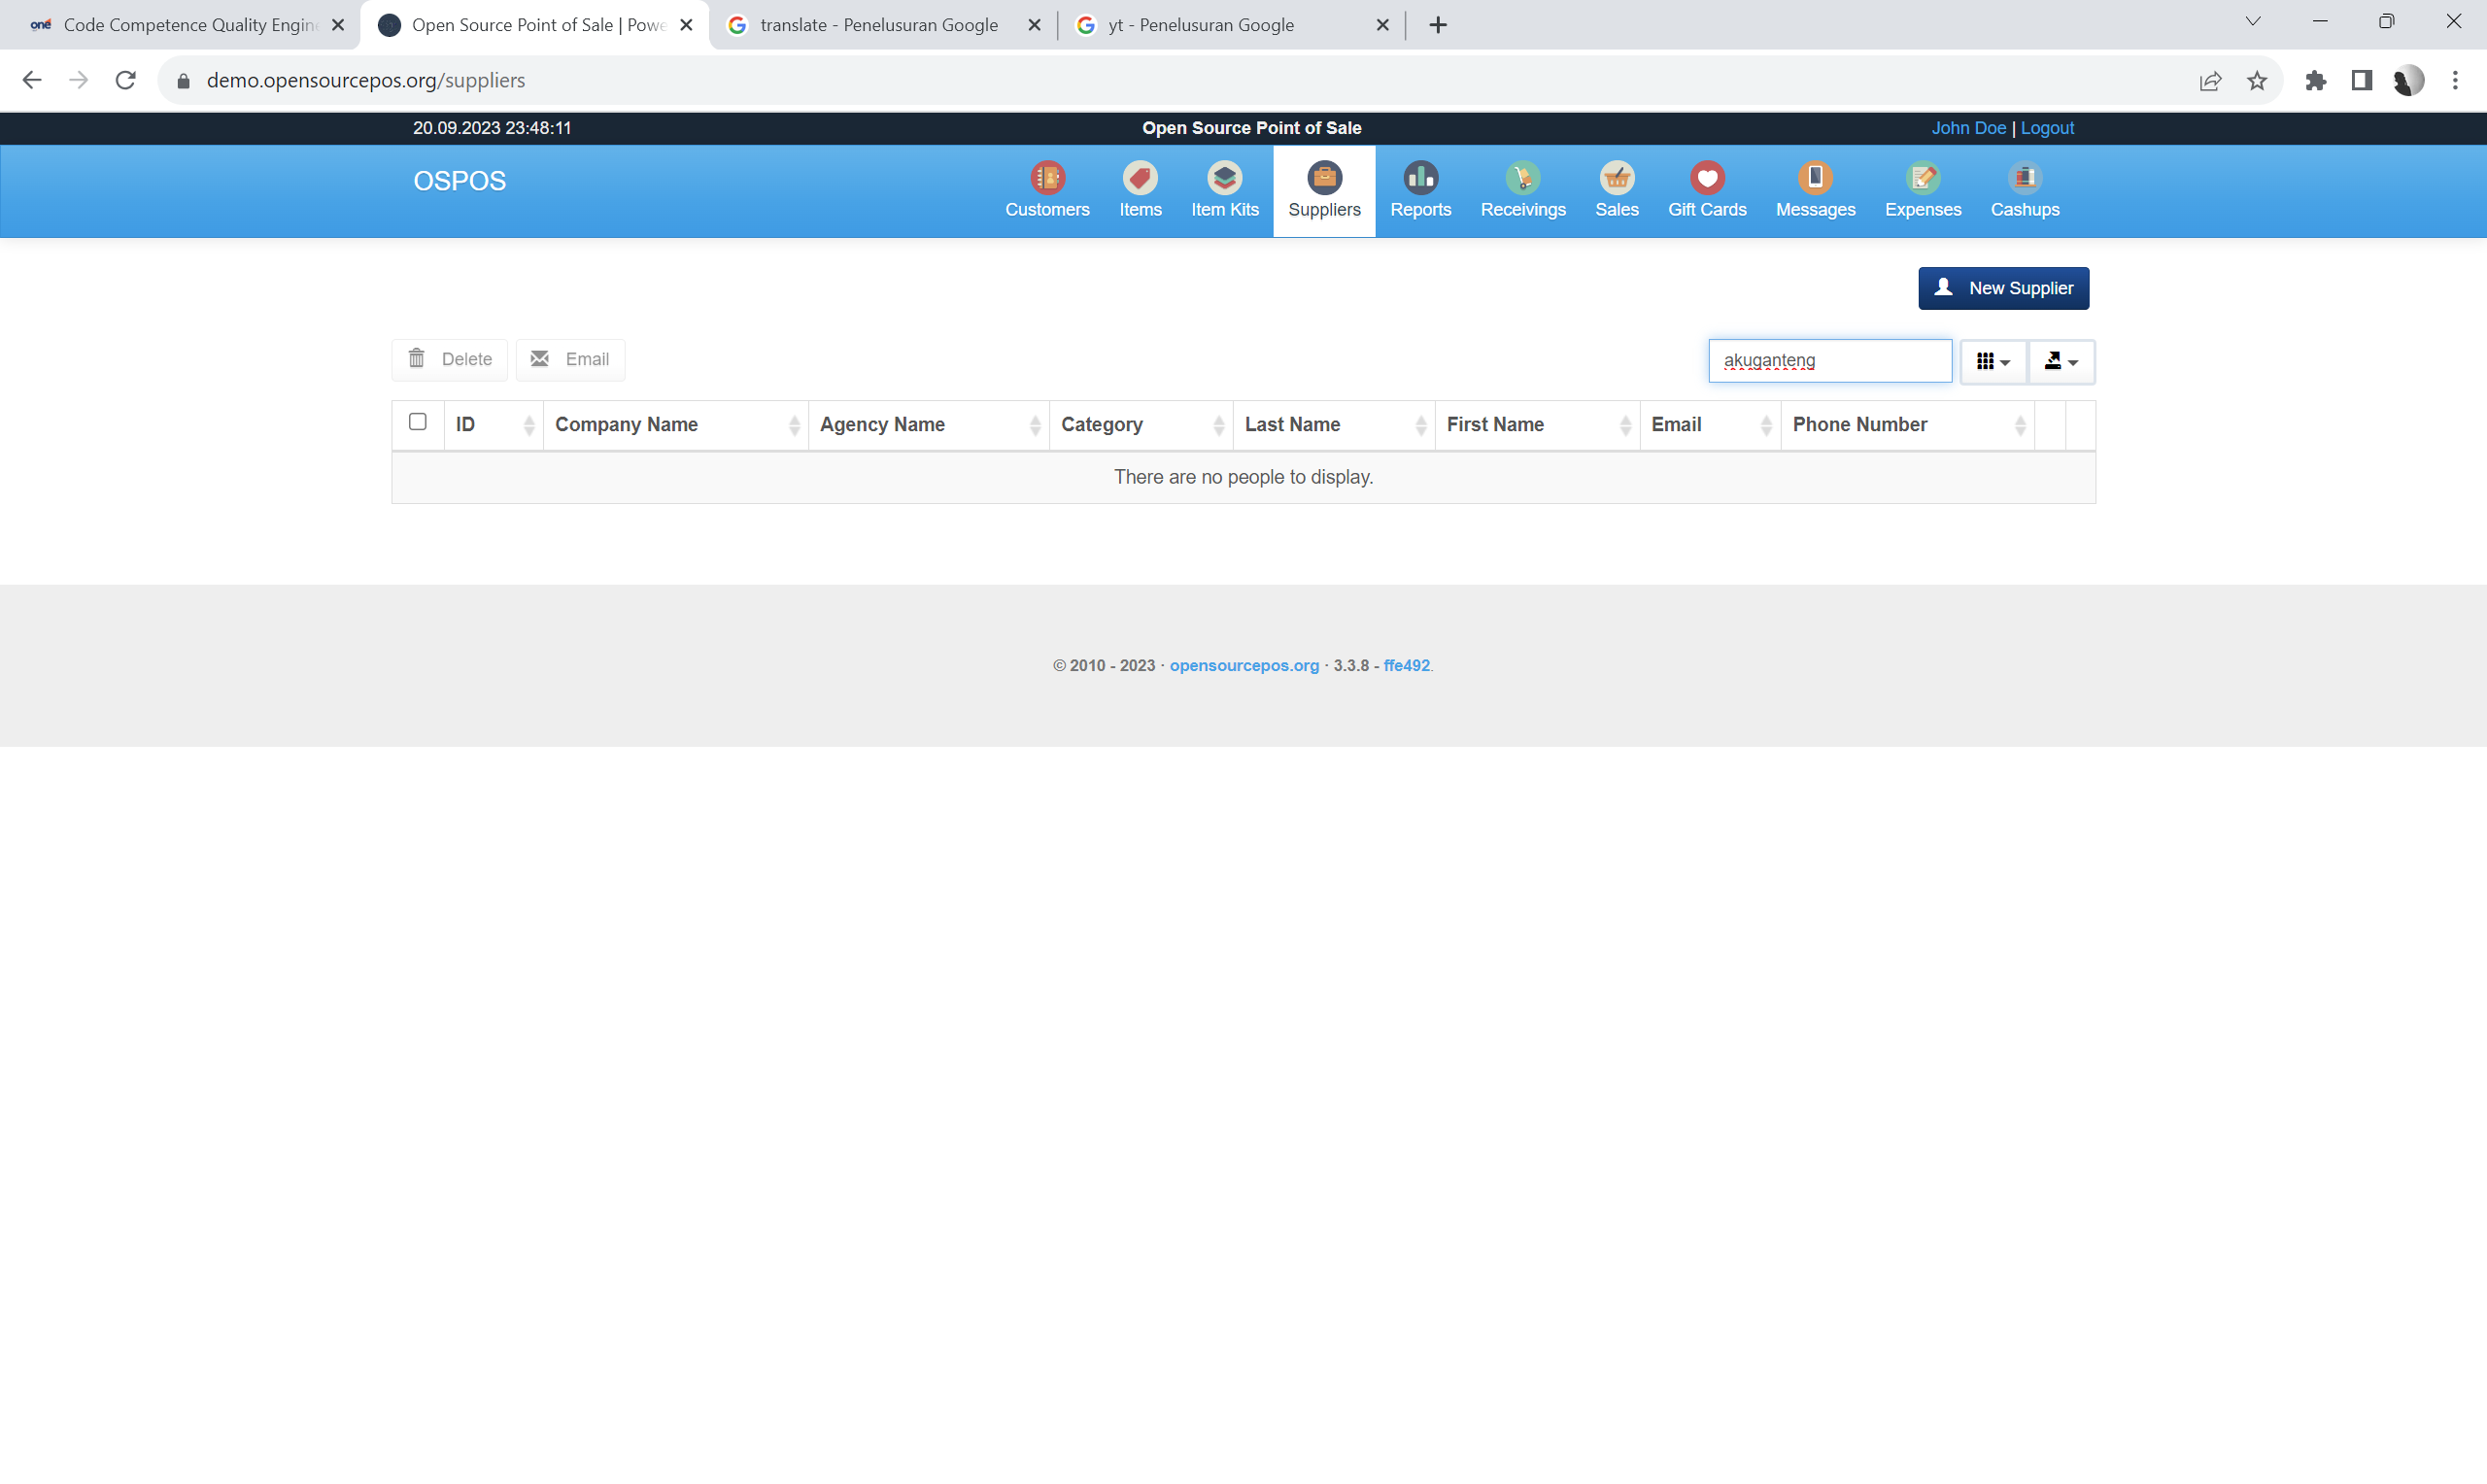 one Code Competence Quality Engin
Open Source Point of Sale | Powe
translate - Penelusuran Google
yt - Penelusuran Google
demo.opensourcepos.org/suppliers
20.09.2023 23:48:11
Open Source Point of Sale
John Doe | Logout
OSPOS
Customers
Items
Item Kits
Suppliers
Reports
Receivings
Sales
Gift Cards
Messages
Expenses
Cashups
New Supplier
Delete
Email
akuganteng
ID
Company Name
Agency Name
Category
Last Name
First Name
Email
Phone Number
There are no people to display.
© 2010 - 2023 · opensourcepos.org · 3.3.8 - ffe492.